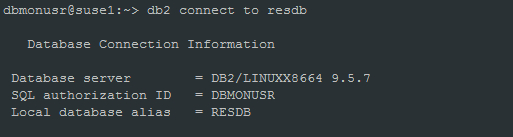 dbmonusr@suse1:~> db2 connect to resdb
Database Connection Information
Database server = DB2/LINUXX8664 9.5.7
SQL authorization ID = DBMONUSR
Local database alias = RESDB